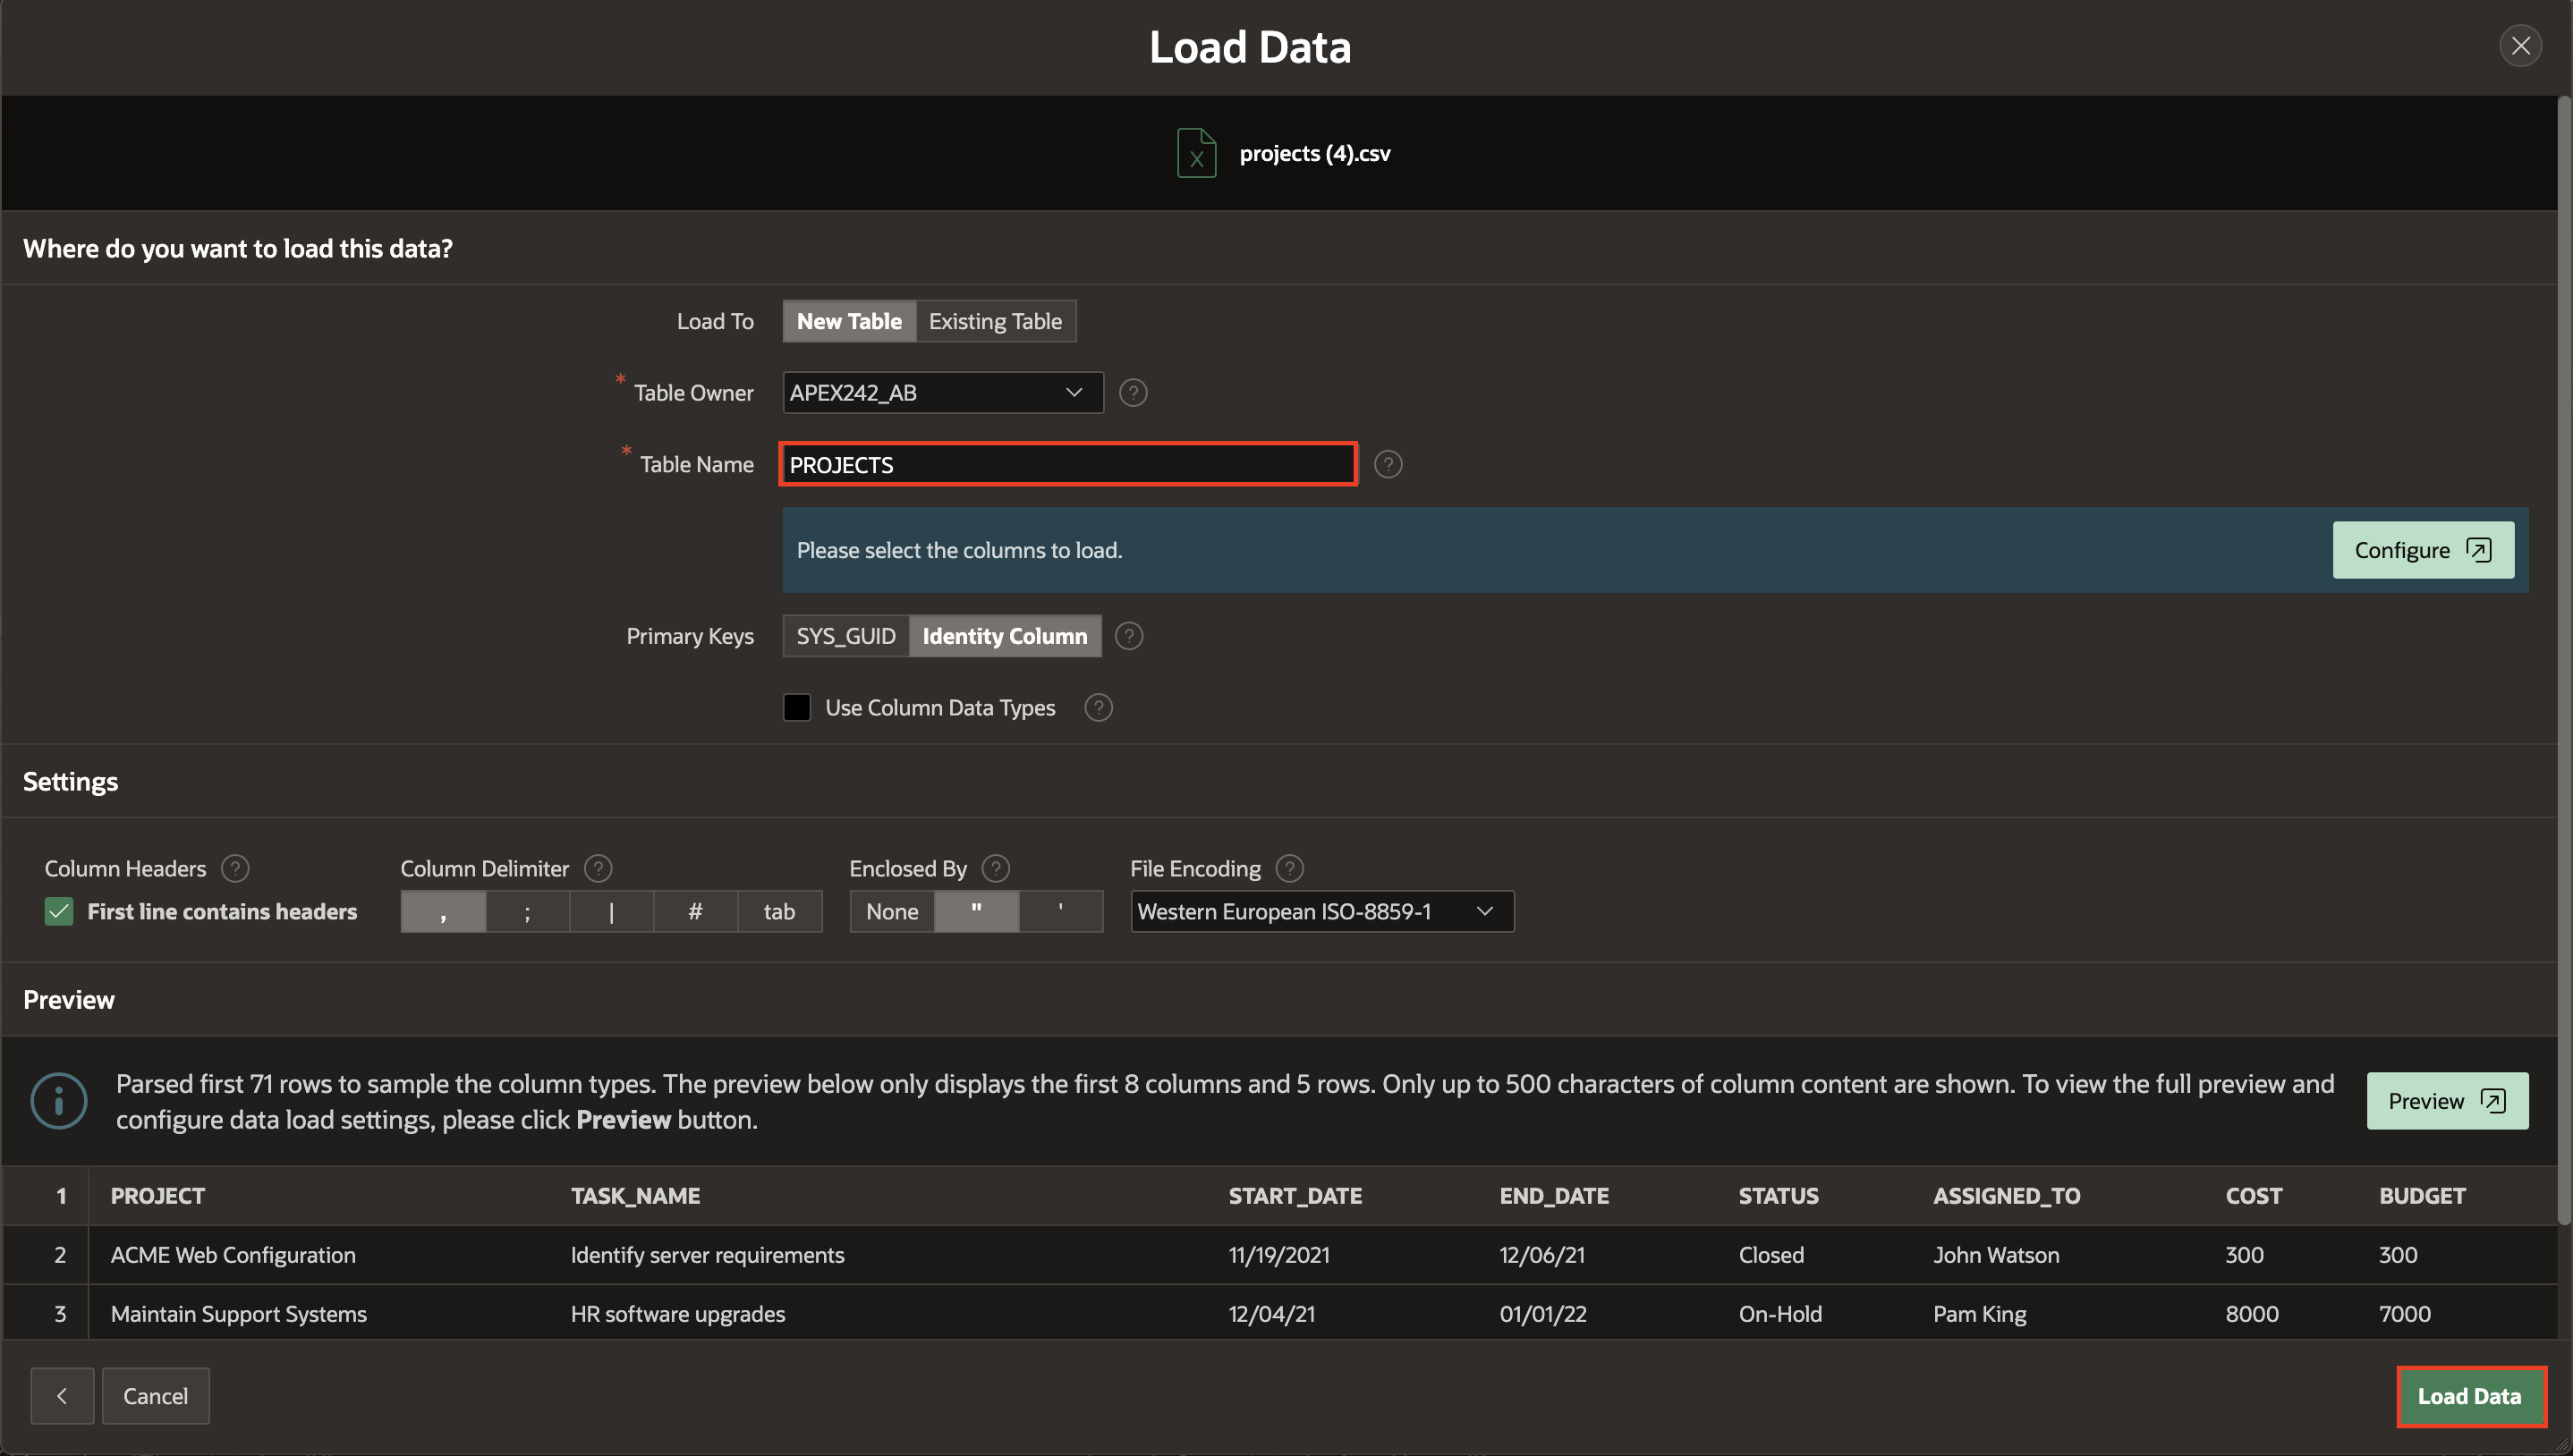 Load Data
projects (4).csv
Where do you want to load this data?
Load To New Table Existing Table
* Table Owner APEX242_AB ?
* Table Name PROJECTS ?
Please select the columns to load. Configure
Primary Keys SYS_GUID Identity Column ?
Use Column Data Types ?
Settings
Column Headers ? Column Delimiter ? Enclosed By ? File Encoding ?
First line contains headers , ; | # tab None " ' Western European ISO-8859-1
Preview
Parsed first 71 rows to sample the column types. The preview below only displays the first 8 columns and 5 rows. Only up to 500 characters of column content are shown. To view the full preview and
configure data load settings, please click Preview button.
Preview
1 PROJECT TASK_NAME START_DATE END_DATE STATUS ASSIGNED_TO COST BUDGET
2 ACME Web Configuration Identify server requirements 11/19/2021 12/06/21 Closed John Watson 300 300
3 Maintain Support Systems HR software upgrades 12/04/21 01/01/22 On-Hold Pam King 8000 7000
Cancel Load Data